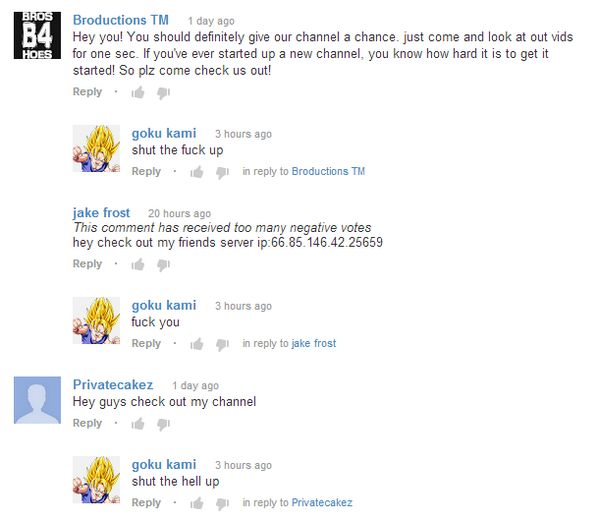 BROS
B4
HOES
Broductions TM 1 day ago
Hey you! You should definitely give our channel a chance. just come and look at out vids
for one sec. If you've ever started up a new channel, you know how hard it is to get it
started! So plz come check us out!
Reply ·
goku kami 3 hours ago
shut the fuck up
Reply · in reply to Broductions TM
jake frost 20 hours ago
This comment has received too many negative votes
hey check out my friends server ip:66.85.146.42.25659
Reply ·
goku kami 3 hours ago
fuck you
Reply · in reply to jake frost
Privatecakez 1 day ago
Hey guys check out my channel
Reply ·
goku kami 3 hours ago
shut the hell up
Reply · in reply to Privatecakez